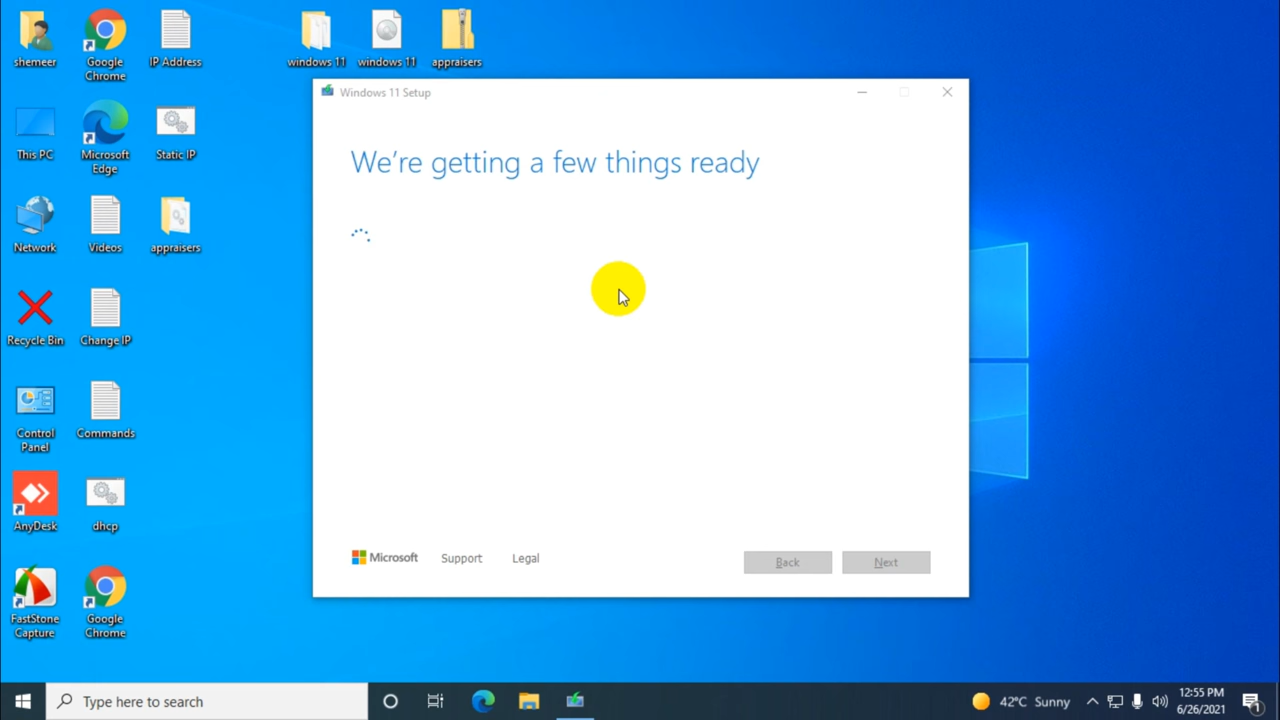 shemeer
Google
Chrome
IP Address
windows 11
windows 11
appraisers
This PC
Microsoft
Edge
Static IP
Network
Videos
appraisers
Recycle Bin
Change IP
Control
Panel
Commands
AnyDesk
dhcp
FastStone
Capture
Google
Chrome
Windows 11 Setup
We're getting a few things ready
Microsoft
Support
Legal
Back
Next
Type here to search
42°C Sunny
12:55 PM
6/26/2021
1